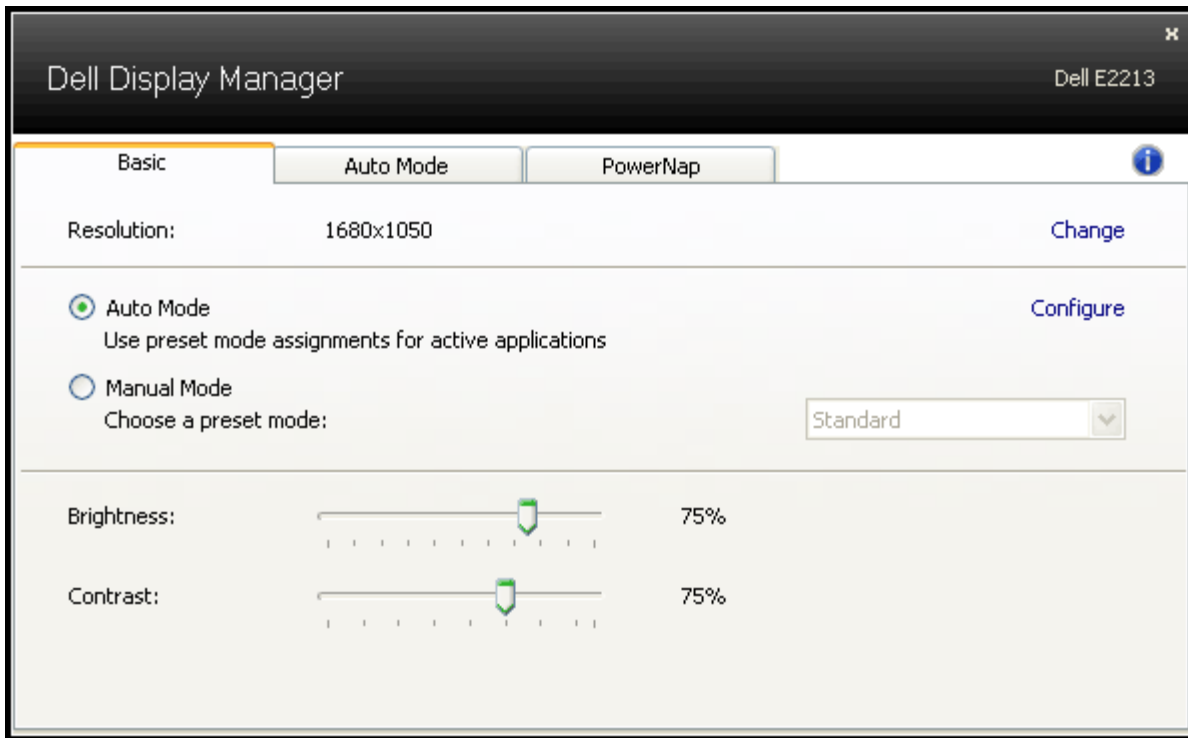 Dell Display Manager
Dell E2213
Basic
Auto Mode
PowerNap
Resolution:
1680x1050
Change
Auto Mode
Configure
Use preset mode assignments for active applications
Manual Mode
Choose a preset mode:
Standard
Brightness:
75%
Contrast:
75%